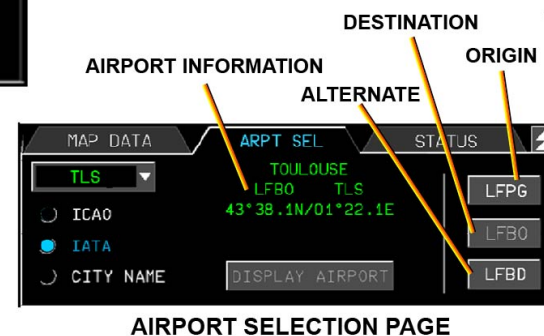 DESTINATION
ORIGIN
AIRPORT INFORMATION
ALTERNATE
MAP DATA
ARPT SEL
STATUS
TLS
TOULOUSE
LFBO TLS
43°38.1N/01°22.1E
LFPG
ICAO
IATA
LFBO
CITY NAME
DISPLAY AIRPORT
LFBD
AIRPORT SELECTION PAGE